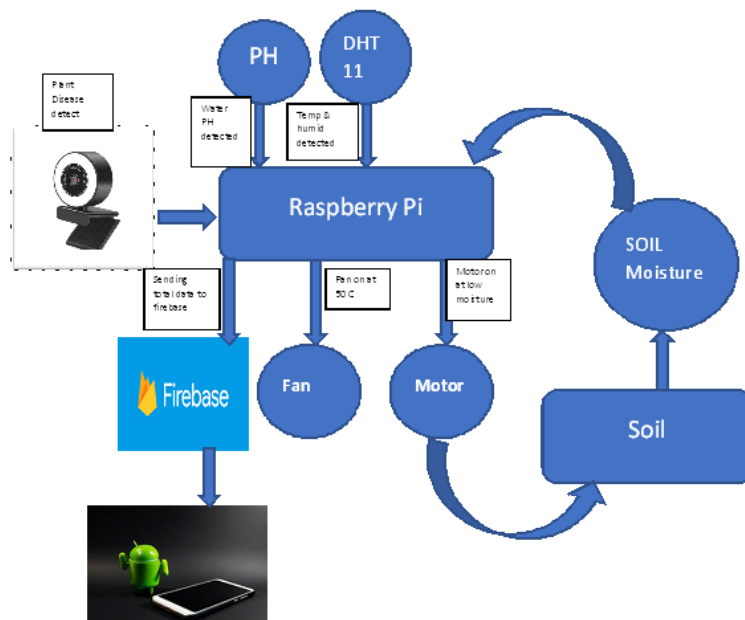 PH
DHT
11
Plant
Disease
detect
Water
PH
detected
Temp &
humid
detected
Raspberry Pi
SOIL
Moisture
Sending
total data to
firebase
Fan on at
50C
Motor on
at low
moisture
Firebase
Fan
Motor
Soil